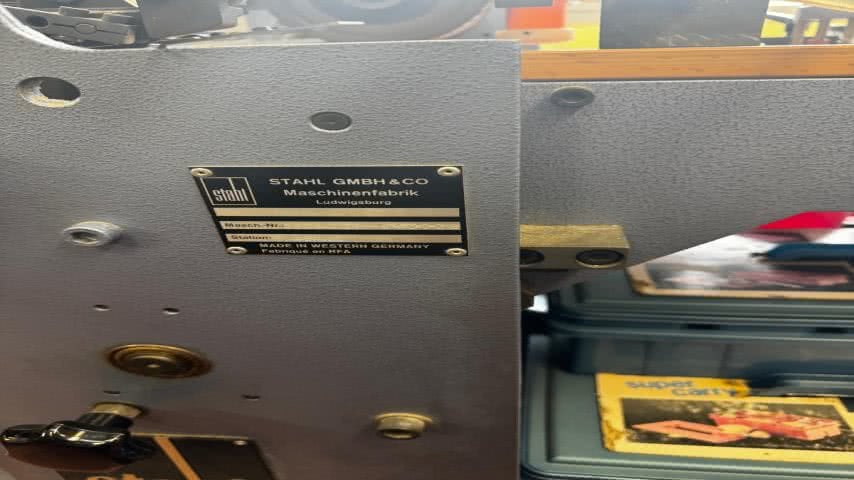 stahl
STAHL GMBH & CO
Maschinenfabrik
Ludwigsburg
Masch.-Nr.:
Station:
MADE IN WESTERN GERMANY
Fabriqué en RFA
super
carry